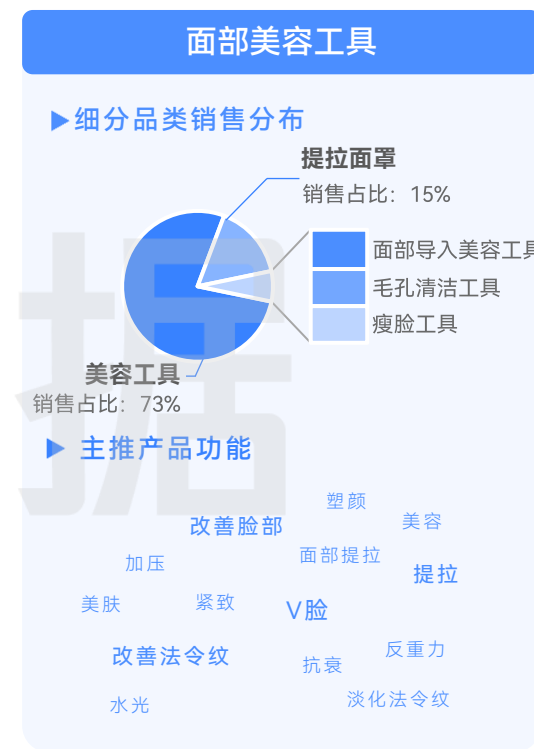 面部美容工具
细分品类销售分布
提拉面罩
销售占比：15%
面部导入美容工具
毛孔清洁工具
瘦脸工具
美容工具
销售占比：73%
主推产品功能
塑颜
美容
改善脸部
面部提拉
加压
提拉
美肤
紧致
V脸
反重力
改善法令纹
抗衰
淡化法令纹
水光
据